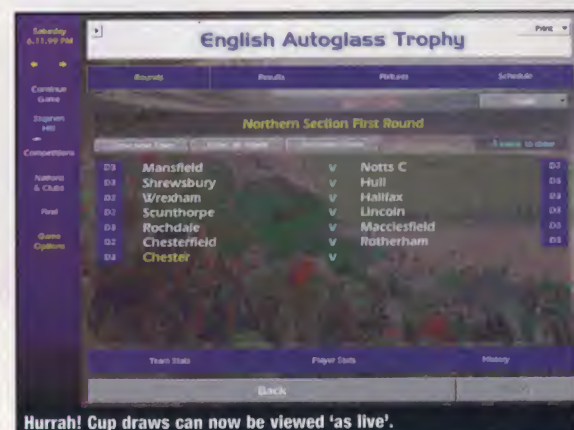 Saturday
6.11.99 PM
English Autoglass Trophy
Print
Rounds Results Fixtures Schedule
Continue
Game
Northern Section First Round
Stephen
Hill
Competitions
Nations
& Clubs
Find
Game
Options
D3 Mansfield v Notts C D2
D3 Shrewsbury v Hull D3
D2 Wrexham v Halifax D3
D2 Scunthorpe v Lincoln D3
D3 Rochdale v Macclesfield D3
D2 Chesterfield v Rotherham D3
D3 Chester v
Team Stats Player Stats History
Back
Hurrah! Cup draws can now be viewed 'as live'.